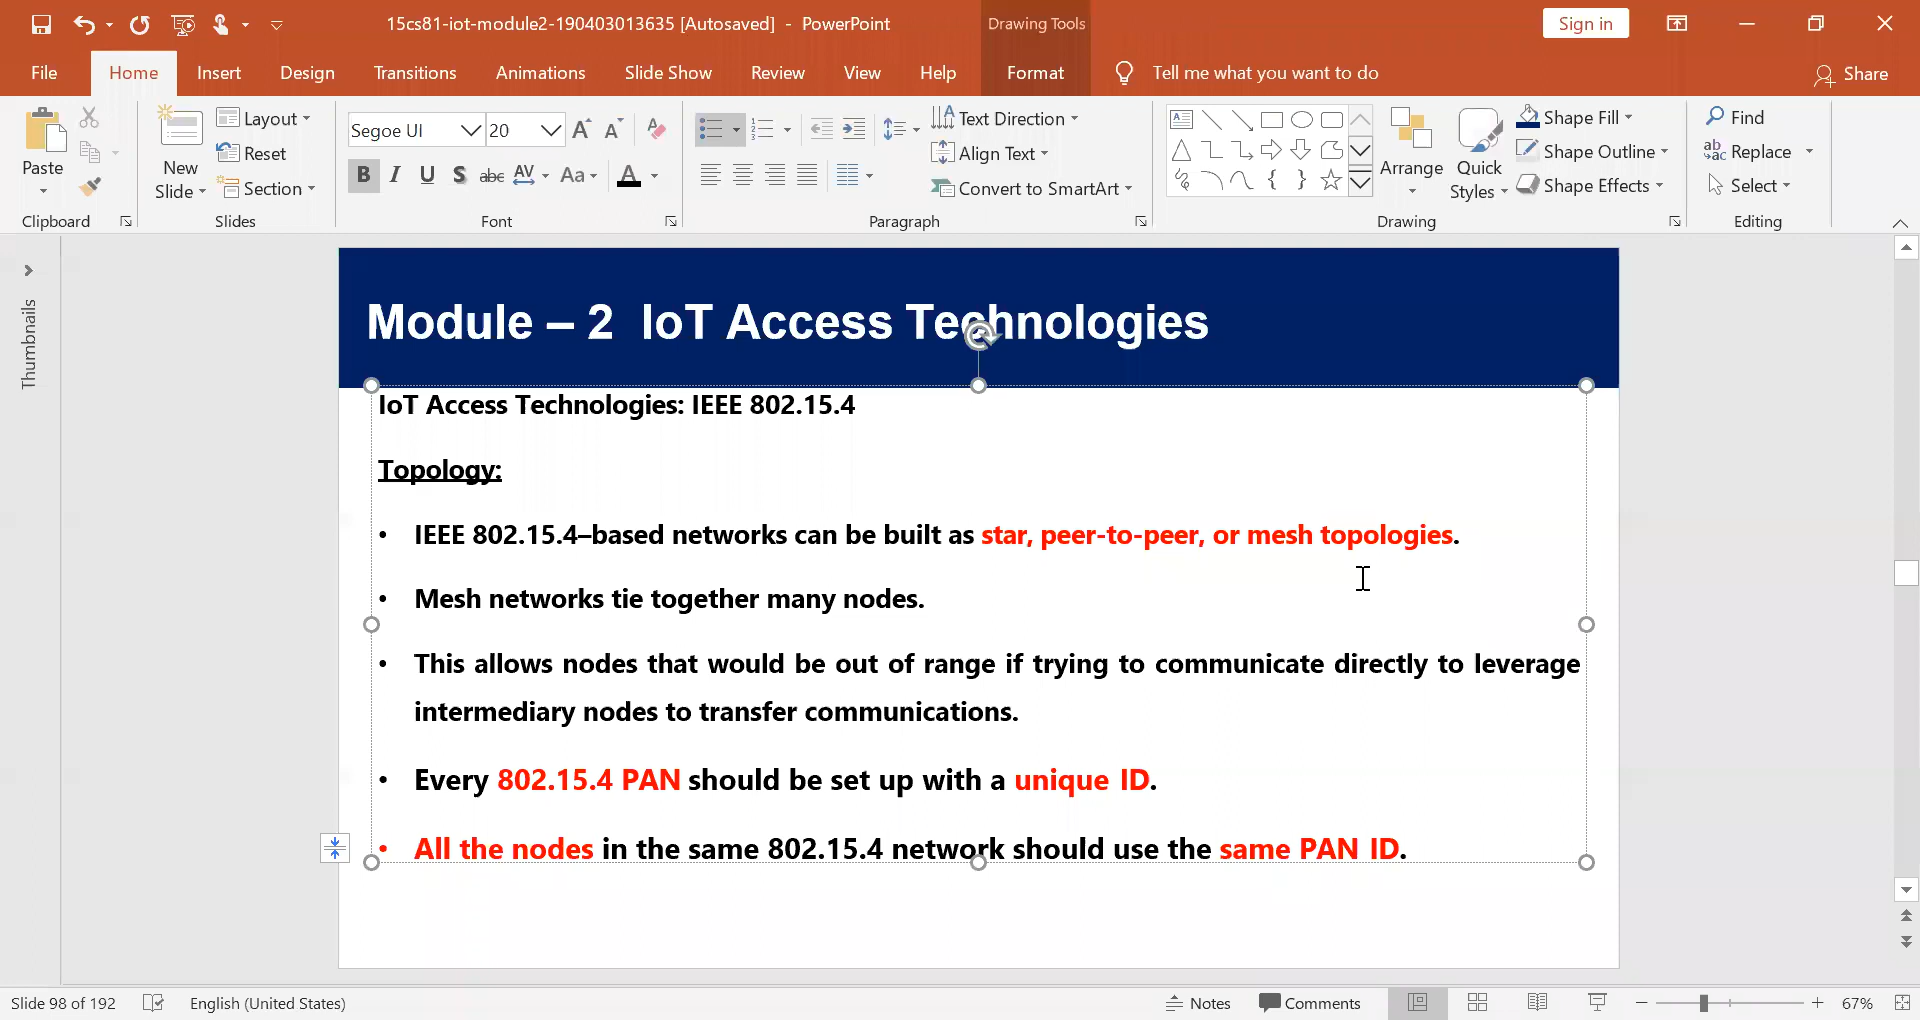 15cs81-iot-module2-190403013635 [Autosaved] - PowerPoint
Drawing Tools
Sign in
File Home Insert Design Transitions Animations Slide Show Review View Help Format Tell me what you want to do Share
Paste
Clipboard
New Slide
Layout
Reset
Section
Slides
Segoe UI 20
B I U S abc AV Aa A
Font
Text Direction
Align Text
Convert to SmartArt
Paragraph
Arrange
Quick Styles
Shape Fill
Shape Outline
Shape Effects
Drawing
Find
Replace
Select
Editing
Thumbnails
Module – 2 IoT Access Technologies
IoT Access Technologies: IEEE 802.15.4
Topology:
• IEEE 802.15.4–based networks can be built as star, peer-to-peer, or mesh topologies.
• Mesh networks tie together many nodes.
• This allows nodes that would be out of range if trying to communicate directly to leverage
intermediary nodes to transfer communications.
• Every 802.15.4 PAN should be set up with a unique ID.
• All the nodes in the same 802.15.4 network should use the same PAN ID.
Slide 98 of 192 English (United States) Notes Comments 67%